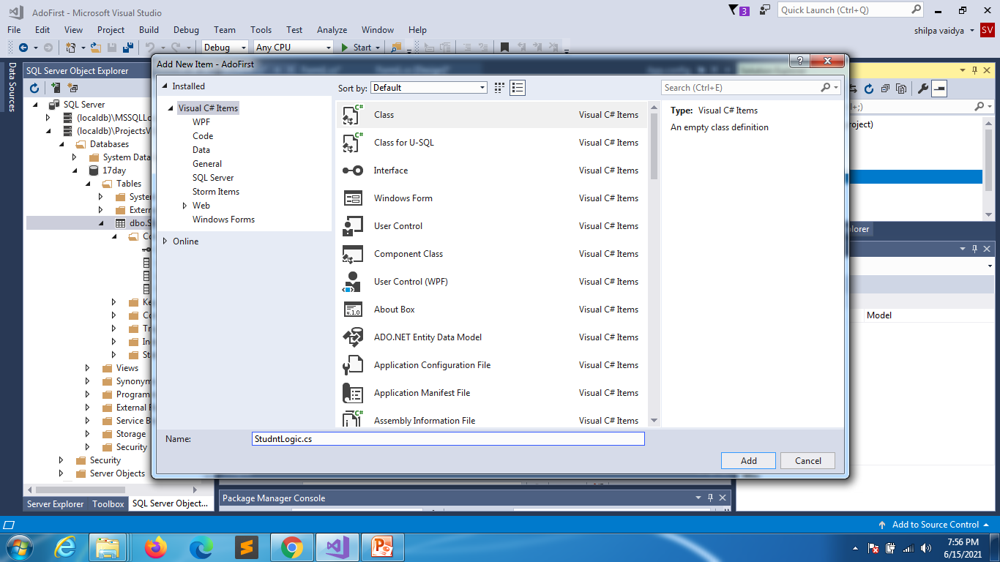 AdoFirst - Microsoft Visual Studio
3
Quick Launch (Ctrl+Q)
File Edit View Project Build Debug Team Tools Test Analyze Window Help
shilpa vaidya SV
Debug Any CPU Start
Data Sources
SQL Server Object Explorer
SQL Server
(localdb)\MSSQLLo
(localdb)\ProjectsV
Databases
System Data
17day
Tables
Syster
Extern
dbo.S
Co
Ke
Co
Tr
In
St
Views
Synonym
Program
External R
Service B
Storage
Security
Security
Server Objects
Server Explorer Toolbox SQL Server Object...
Add New Item - AdoFirst
Installed
Visual C# Items
WPF
Code
Data
General
SQL Server
Storm Items
Web
Windows Forms
Online
Sort by: Default
Search (Ctrl+E)
Class Visual C# Items
Class for U-SQL Visual C# Items
Interface Visual C# Items
Windows Form Visual C# Items
User Control Visual C# Items
Component Class Visual C# Items
User Control (WPF) Visual C# Items
About Box Visual C# Items
ADO.NET Entity Data Model Visual C# Items
Application Configuration File Visual C# Items
Application Manifest File Visual C# Items
Assembly Information File Visual C# Items
Type: Visual C# Items
An empty class definition
Name: StudntLogic.cs
Add Cancel
+;)
oject)
plorer
Model
Package Manager Console
Add to Source Control
7:56 PM
6/15/2021